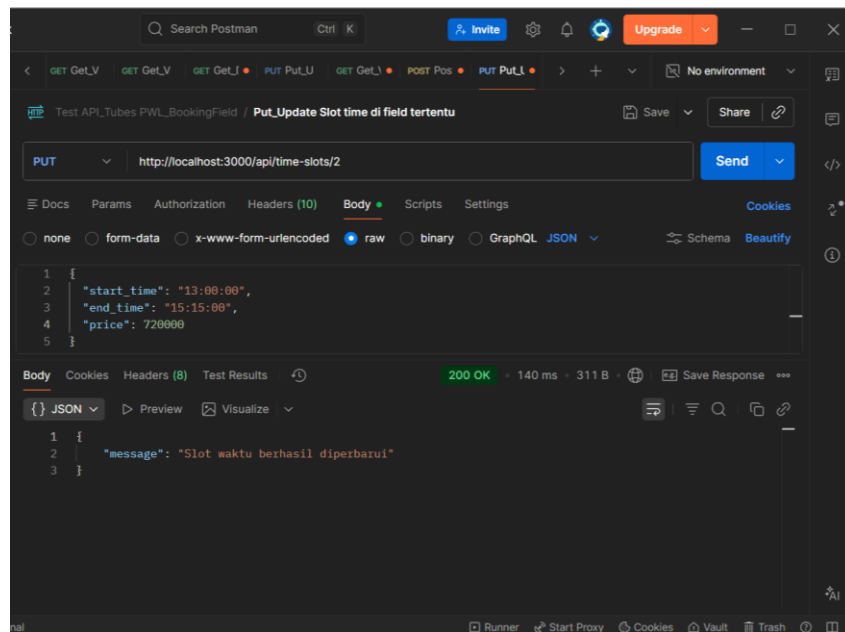 Search Postman Ctrl K Invite Upgrade
GET Get_V GET Get_V GET Get_( PUT Put_U GET Get_\ POST Pos PUT Put_l No environment
HTTP Test API_Tubes PWL_BookingField / Put_Update Slot time di field tertentu Save Share
PUT http://localhost:3000/api/time-slots/2 Send
Docs Params Authorization Headers (10) Body Scripts Settings Cookies
none form-data x-www-form-urlencoded raw binary GraphQL JSON Schema Beautify
1 {
2 "start_time": "13:00:00",
3 "end_time": "15:15:00",
4 "price": 720000
5 }
Body Cookies Headers (8) Test Results 200 OK 140 ms 311 B Save Response
{} JSON Preview Visualize
1 {
2 "message": "Slot waktu berhasil diperbarui"
3 }
AI
nal Runner Start Proxy Cookies Vault Trash